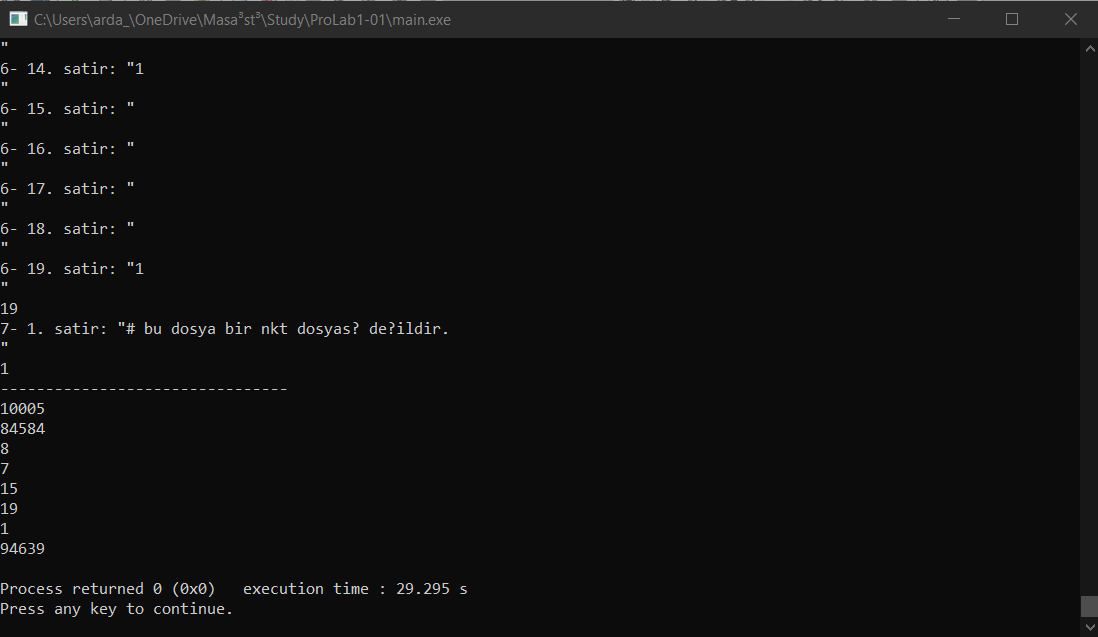 C:\Users\arda_\OneDrive\Masa³st³\Study\ProLab1-01\main.exe
"
6- 14. satir: "1
"
6- 15. satir: "
"
6- 16. satir: "
"
6- 17. satir: "
"
6- 18. satir: "
"
6- 19. satir: "1
"
19
7- 1. satir: "# bu dosya bir nkt dosyas? de?ildir.
"
1
--------------------------------
10005
84584
8
7
15
19
1
94639
Process returned 0 (0x0)   execution time : 29.295 s
Press any key to continue.